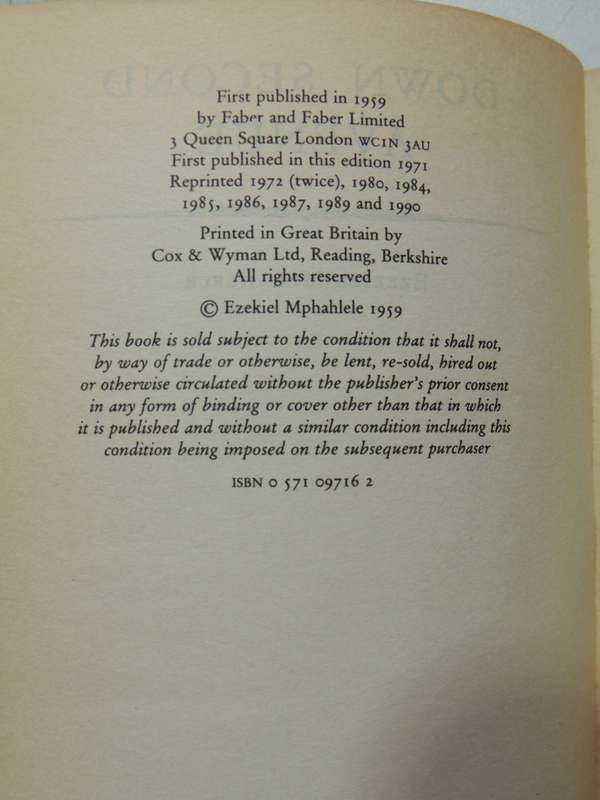 DOWN SECOND
First published in 1959
by Faber and Faber Limited
3 Queen Square London WC1N 3AU
First published in this edition 1971
Reprinted 1972 (twice), 1980, 1984,
1985, 1986, 1987, 1989 and 1990
Printed in Great Britain by
Cox & Wyman Ltd, Reading, Berkshire
All rights reserved
© Ezekiel Mphahlele 1959
This book is sold subject to the condition that it shall not,
by way of trade or otherwise, be lent, re-sold, hired out
or otherwise circulated without the publisher's prior consent
in any form of binding or cover other than that in which
it is published and without a similar condition including this
condition being imposed on the subsequent purchaser
ISBN 0 571 09716 2